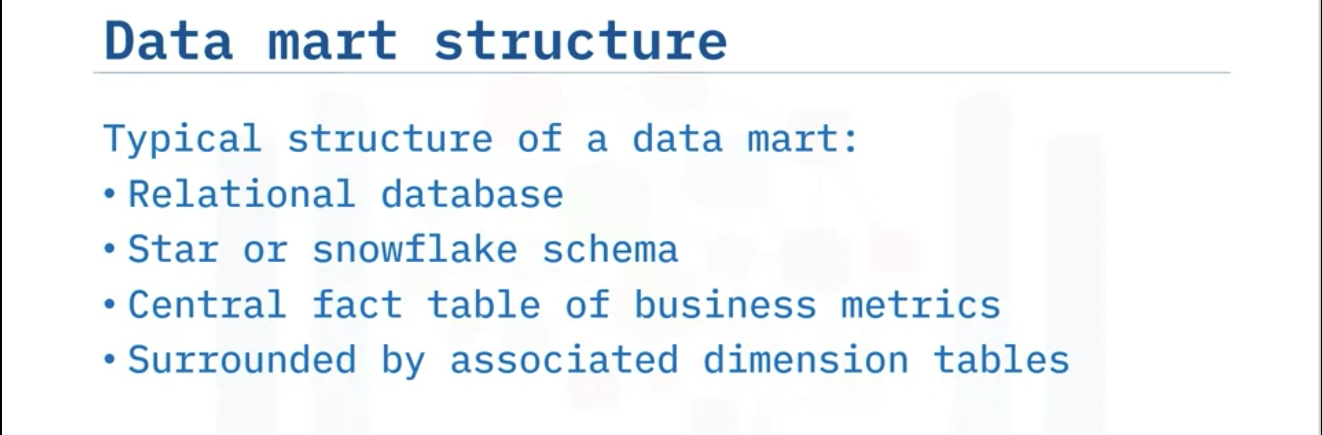 Data mart structure
Typical structure of a data mart:
• Relational database
• Star or snowflake schema
• Central fact table of business metrics
• Surrounded by associated dimension tables